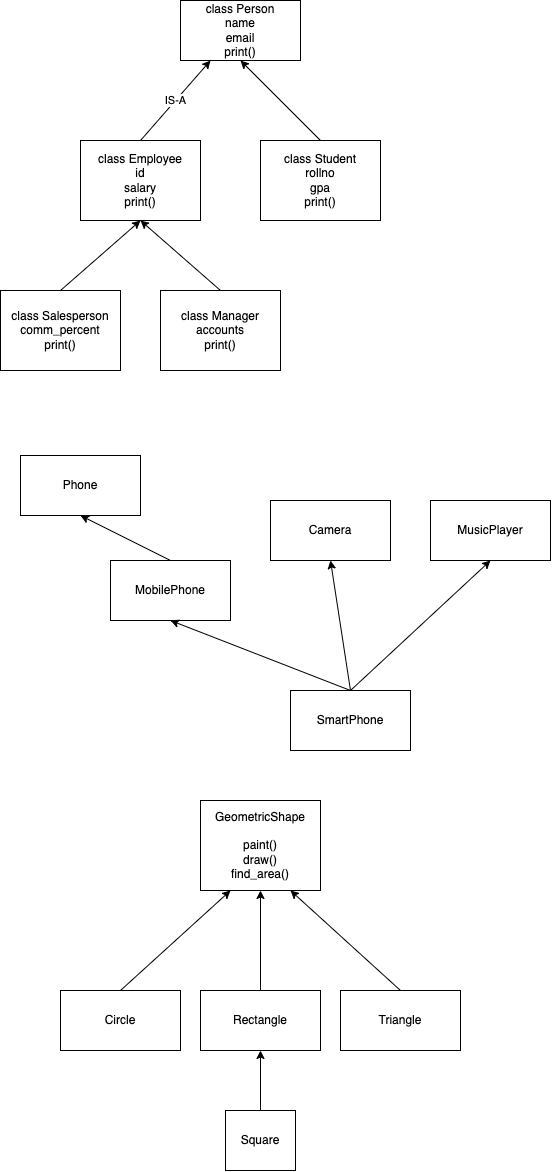 class Person
name
email
print()
IS-A
class Employee
id
salary
print()
class Student
rollno
gpa
print()
class Salesperson
comm_percent
print()
class Manager
accounts
print()
Phone
Camera
MusicPlayer
MobilePhone
SmartPhone
GeometricShape
paint()
draw()
find_area()
Circle
Rectangle
Triangle
Square